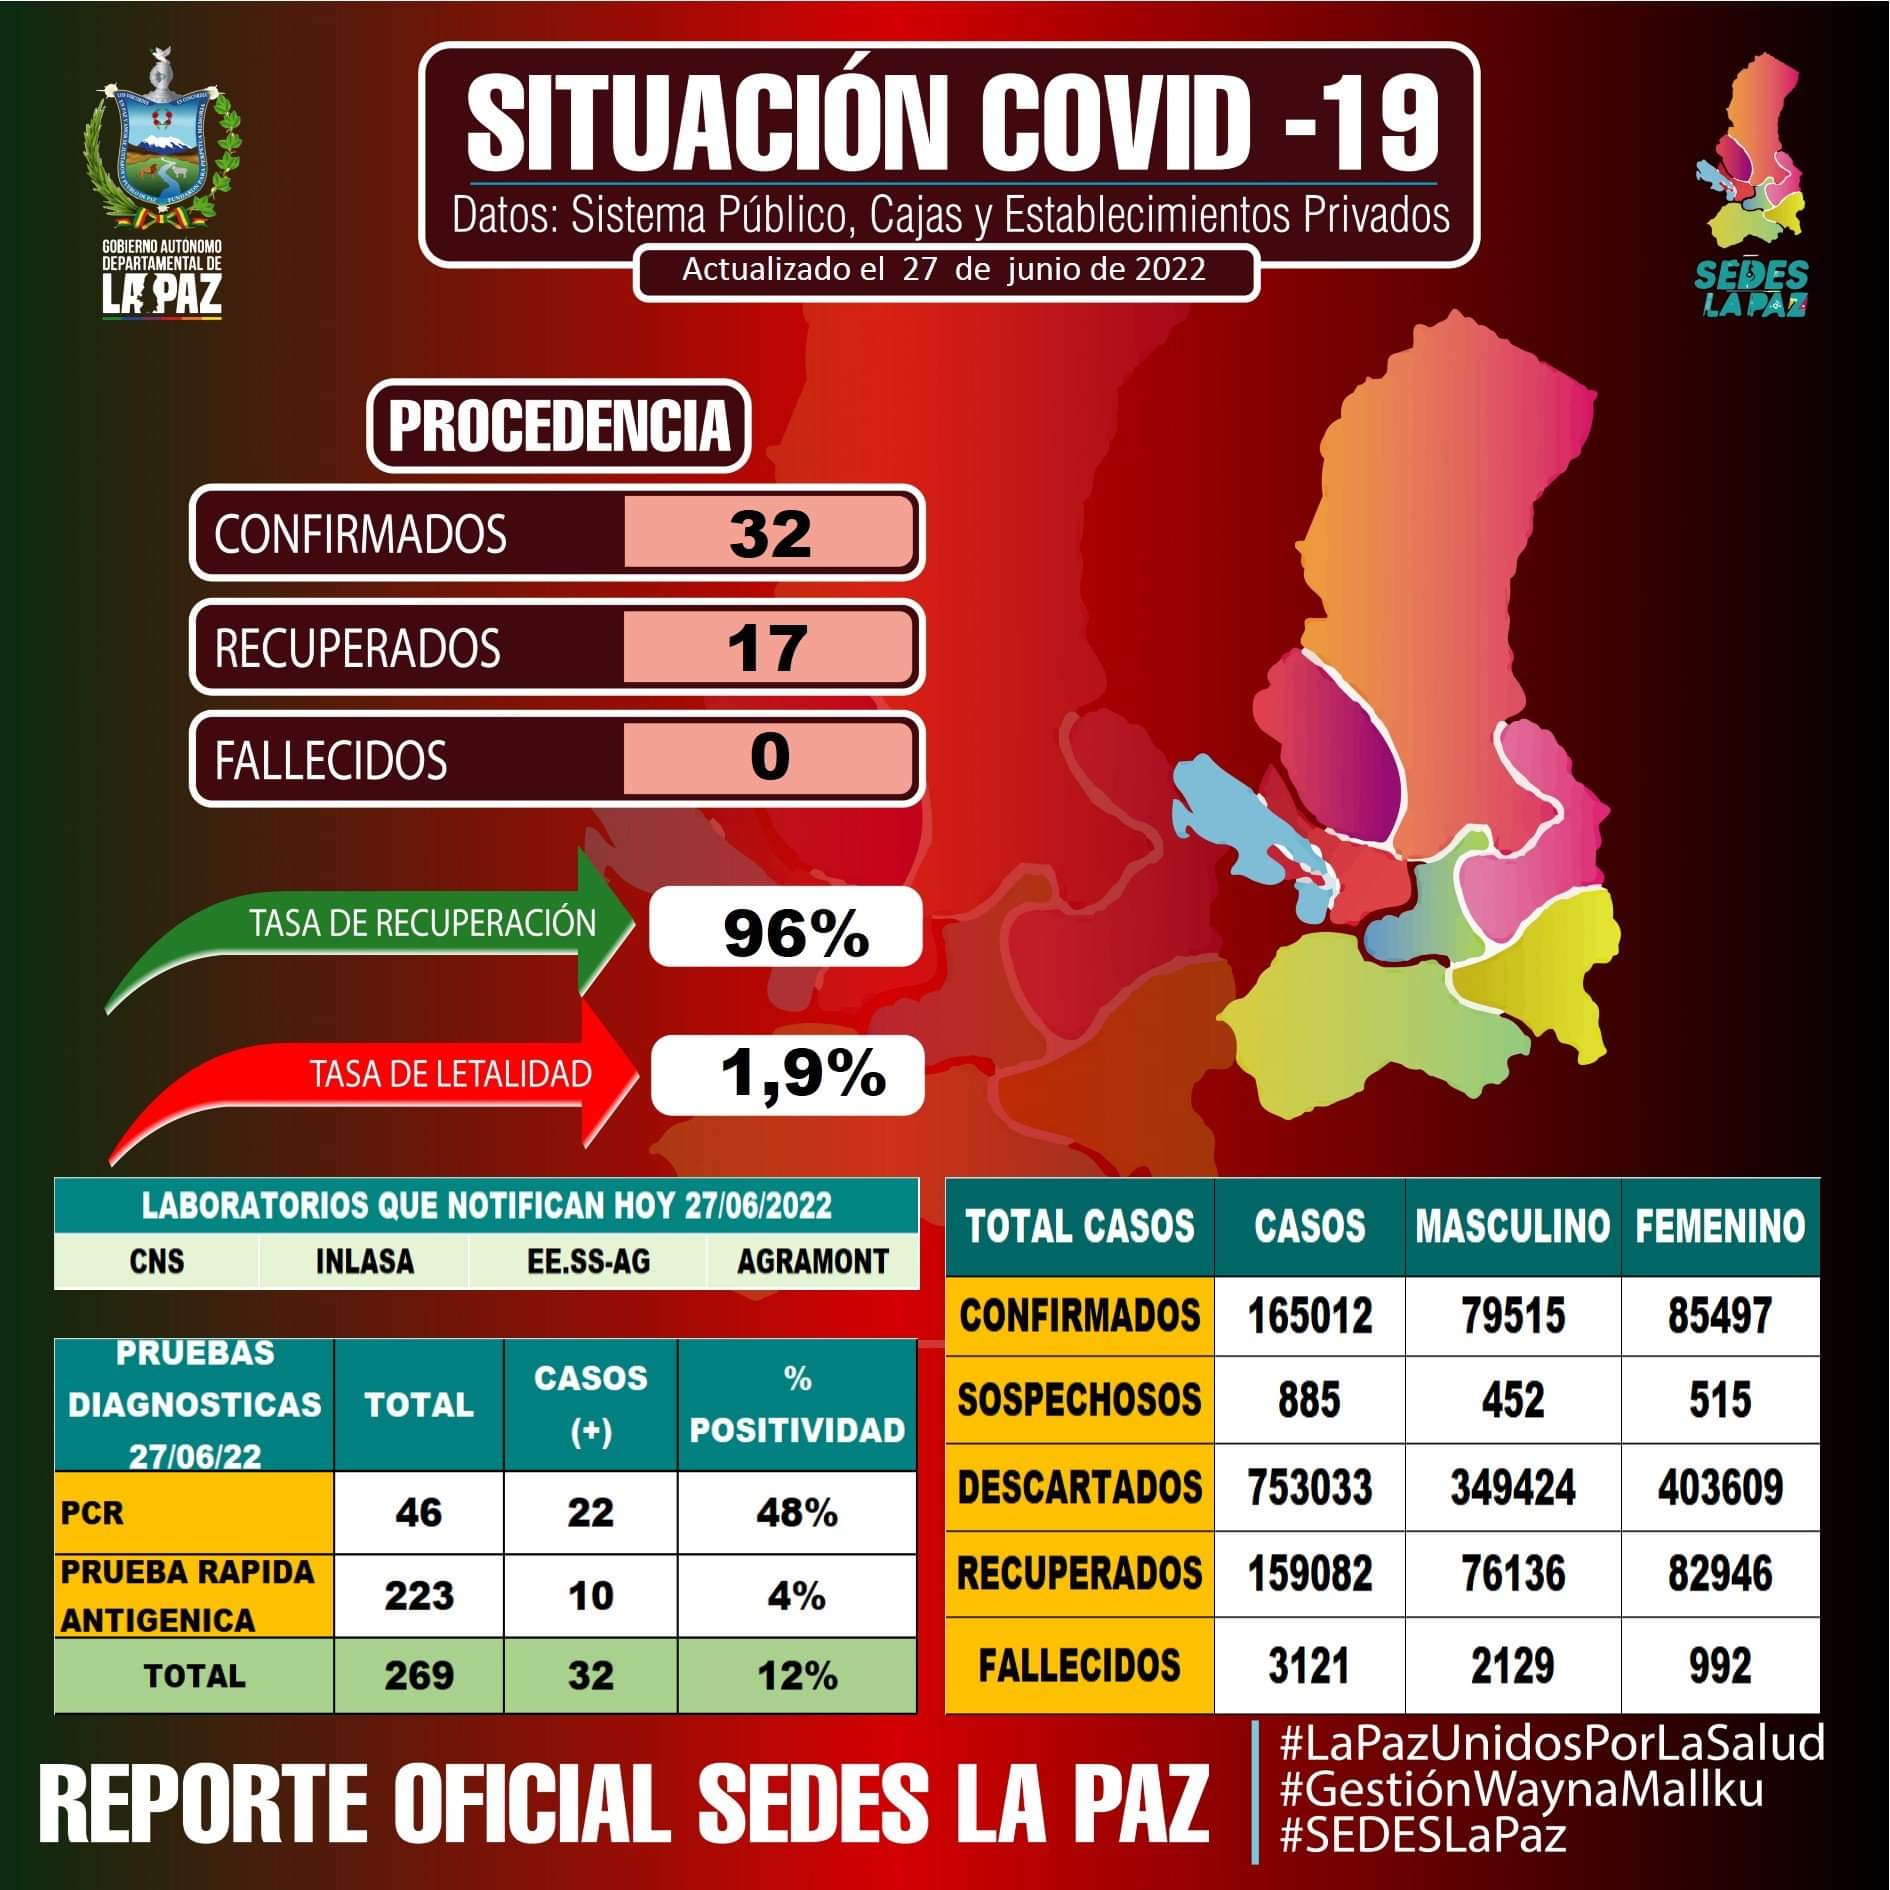 SITUACIÓN COVID -19
Datos: Sistema Público, Cajas y Establecimientos Privados
Actualizado el 27 de junio de 2022
GOBIERNO AUTÓNOMO
DEPARTAMENTAL DE
LA PAZ
SEDES
LA PAZ
PROCEDENCIA
CONFIRMADOS 32
RECUPERADOS 17
FALLECIDOS 0
TASA DE RECUPERACIÓN 96%
TASA DE LETALIDAD 1,9%
LABORATORIOS QUE NOTIFICAN HOY 27/06/2022
CNS INLASA EE.SS-AG AGRAMONT
PRUEBAS
DIAGNOSTICAS
27/06/22
TOTAL
CASOS
(+)
%
POSITIVIDAD
PCR 46 22 48%
PRUEBA RAPIDA
ANTIGENICA
223 10 4%
TOTAL 269 32 12%
TOTAL CASOS CASOS MASCULINO FEMENINO
CONFIRMADOS 165012 79515 85497
SOSPECHOSOS 885 452 515
DESCARTADOS 753033 349424 403609
RECUPERADOS 159082 76136 82946
FALLECIDOS 3121 2129 992
REPORTE OFICIAL SEDES LA PAZ
#LaPazUnidosPorLaSalud
#GestiónWaynaMallku
#SEDESLaPaz